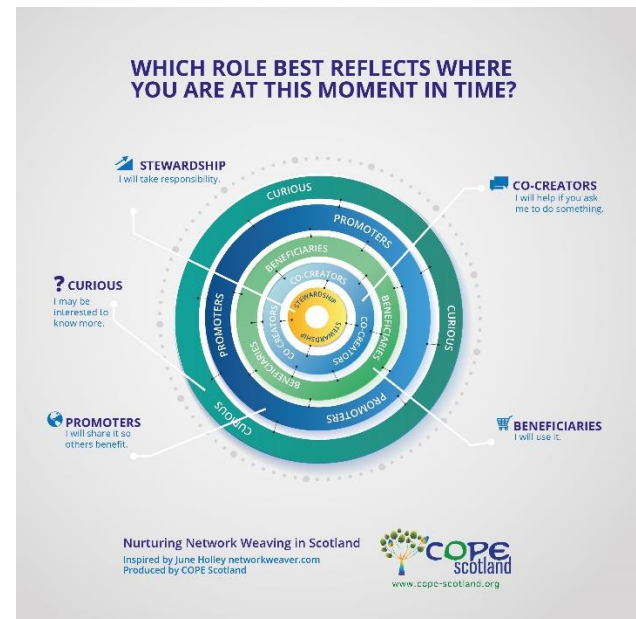 WHICH ROLE BEST REFLECTS WHERE
YOU ARE AT THIS MOMENT IN TIME?
STEWARDSHIP
I will take responsibility.
CO-CREATORS
I will help if you ask
me to do something.
? CURIOUS
I may be
interested to
know more.
PROMOTERS
I will share it so
others benefit.
BENEFICIARIES
I will use it.
CURIOUS
CURIOUS
CURIOUS
PROMOTERS
PROMOTERS
PROMOTERS
BENEFICIARIES
BENEFICIARIES
BENEFICIARIES
CO-CREATORS
CO-CREATORS
CO-CREATORS
STEWARDSHIP
STEWARDSHIP
Nurturing Network Weaving in Scotland
Inspired by June Holley networkweaver.com
Produced by COPE Scotland
COPE
scotland
www.cope-scotland.org